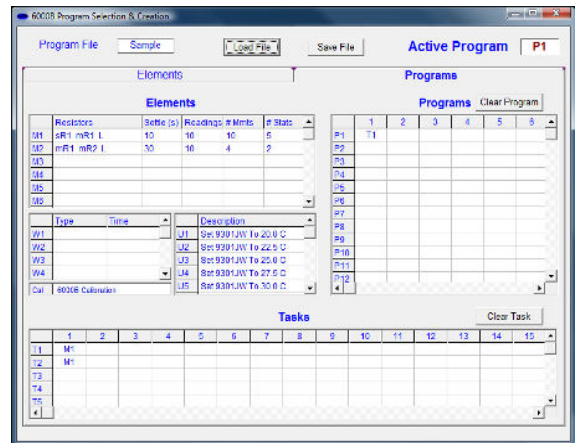 6000B Program Selection & Creation
Program File Sample Load File Save File Active Program P1
Elements Programs
Elements Programs Clear Program
Resistors Settle (s) Readings # Mmts # Stats 1 2 3 4 5 6
M1 sR1 mR1 L 10 10 10 5 P1 T1
M2 mR1 mR2 L 30 10 4 2 P2
M3 P3
M4 P4
M5 P5
M6 P6
Type Time Description P7
W1 U1 Set 9301JW To 20.0 C P8
W2 U2 Set 9301JW To 22.5 C P9
W3 U3 Set 9301JW To 25.0 C P10
W4 U4 Set 9301JW To 27.5 C P11
Cal 6000B Calibration U5 Set 9301JW To 30.0 C P12
Tasks Clear Task
1 2 3 4 5 6 7 8 9 10 11 12 13 14 15
T1 M1
T2 M1
T3
T4
T5